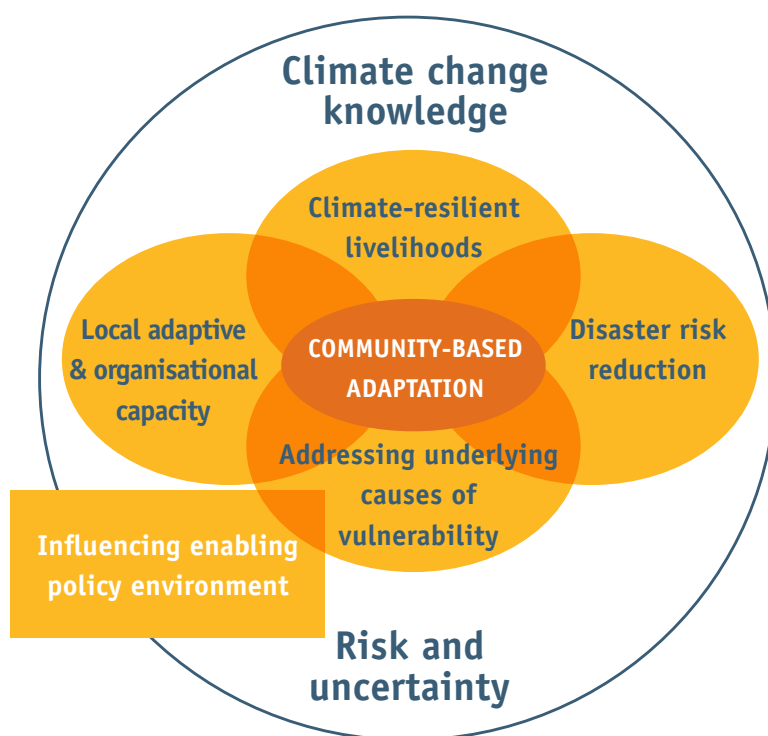 Climate change
knowledge
Climate-resilient
livelihoods
Local adaptive
& organisational
capacity
COMMUNITY-BASED
ADAPTATION
Disaster risk
reduction
Addressing underlying
causes of
vulnerability
Influencing enabling
policy environment
Risk and
uncertainty